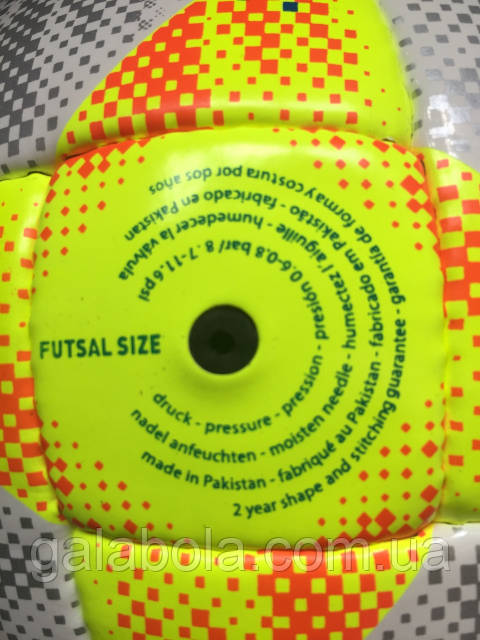 FUTSAL SIZE
druck - pressure - pression - presión 0.6-0.8 bar/ 8.7-11.6 psi
nadel anfeuchten - moisten needle - humectez l'aiguille - humedecer la válvula
made in Pakistan - fabriqué au Pakistan - fabricado em Pakistão - fabricado en Pakistan
2 year shape and stitching guarantee - garantía de forma y costura por dos años
galabola.com.ua